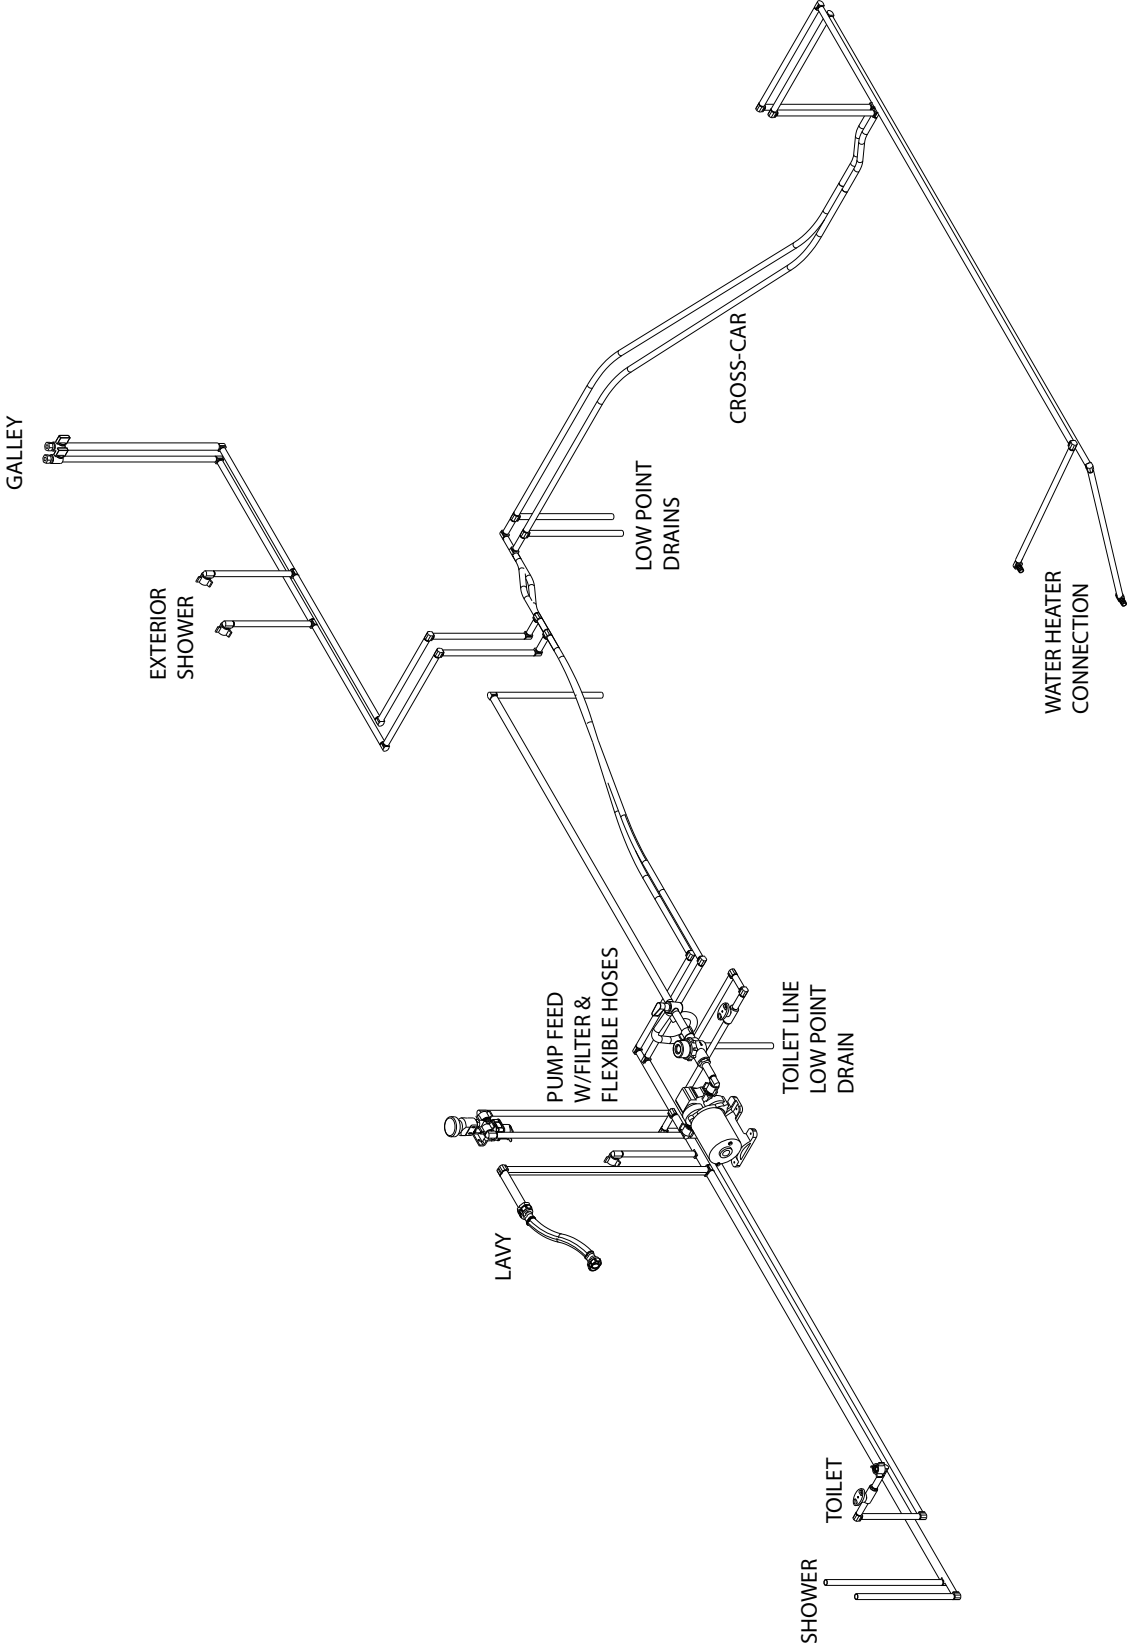 GALLEY
EXTERIOR
SHOWER
CROSS-CAR
LOW POINT
DRAINS
WATER HEATER
CONNECTION
PUMP FEED
W/FILTER &
FLEXIBLE HOSES
TOILET LINE
LOW POINT
DRAIN
LAVY
TOILET
SHOWER